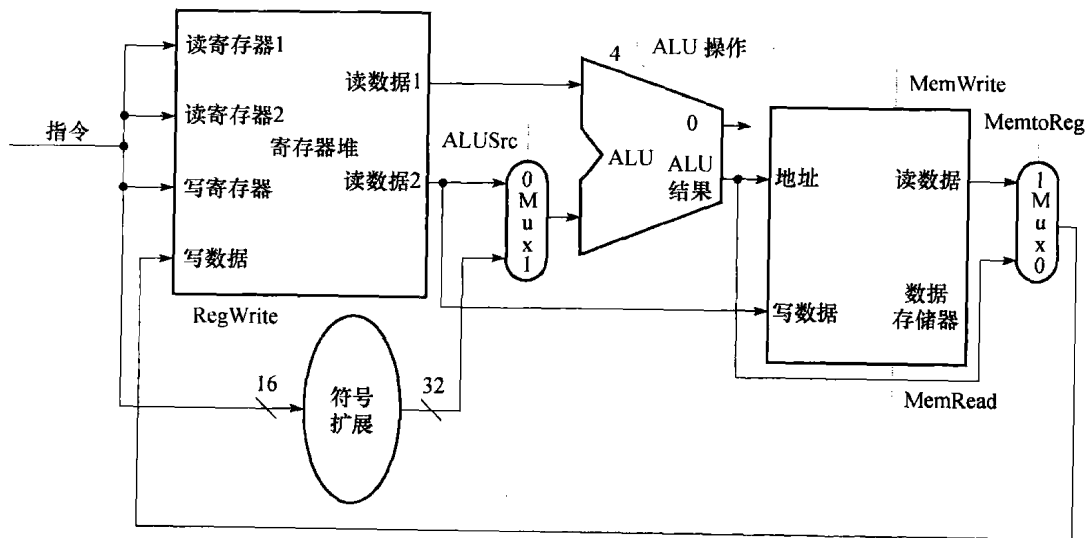 指令
读寄存器1
读寄存器2
寄存器堆
写寄存器
写数据
读数据1
读数据2
RegWrite
16
符号
扩展
32
ALUSrc
0
M
u
x
1
4
ALU 操作
ALU
0
ALU
结果
MemWrite
地址
读数据
写数据
数据
存储器
MemRead
MemtoReg
1
M
u
x
0